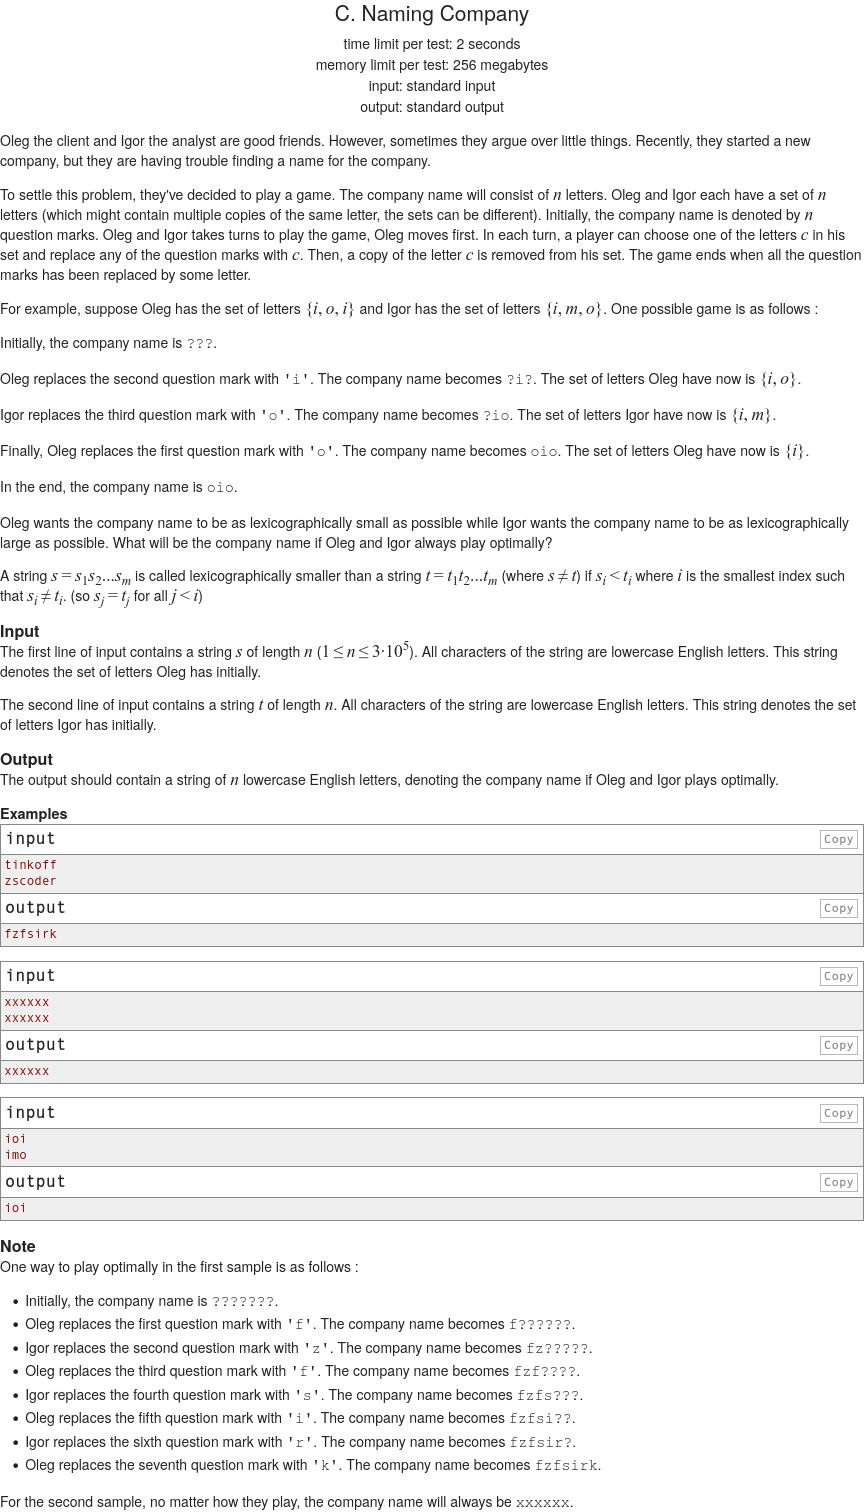 C. Naming Company
time limit per test: 2 seconds
memory limit per test: 256 megabytes
input: standard input
output: standard output
Oleg the client and Igor the analyst are good friends. However, sometimes they argue over little things. Recently, they started a new
company, but they are having trouble finding a name for the company.
To settle this problem, they've decided to play a game. The company name will consist of n letters. Oleg and Igor each have a set of n
letters (which might contain multiple copies of the same letter, the sets can be different). Initially, the company name is denoted by n
question marks. Oleg and Igor takes turns to play the game, Oleg moves first. In each turn, a player can choose one of the letters c in his
set and replace any of the question marks with c. Then, a copy of the letter c is removed from his set. The game ends when all the question
marks has been replaced by some letter.
For example, suppose Oleg has the set of letters {i, o, i} and Igor has the set of letters {i, m, o}. One possible game is as follows :
Initially, the company name is ???.
Oleg replaces the second question mark with 'i'. The company name becomes ?i?. The set of letters Oleg have now is {i, o}.
Igor replaces the third question mark with 'o'. The company name becomes ?io. The set of letters Igor have now is {i, m}.
Finally, Oleg replaces the first question mark with 'o'. The company name becomes oio. The set of letters Oleg have now is {i}.
In the end, the company name is oio.
Oleg wants the company name to be as lexicographically small as possible while Igor wants the company name to be as lexicographically
large as possible. What will be the company name if Oleg and Igor always play optimally?
A string s = s₁s₂...sₘ is called lexicographically smaller than a string t = t₁t₂...tₘ (where s ≠ t) if sᵢ < tᵢ where i is the smallest index such
that sᵢ ≠ tᵢ. (so sⱼ = tⱼ for all j < i)
Input
The first line of input contains a string s of length n (1 ≤ n ≤ 3·10⁵). All characters of the string are lowercase English letters. This string
denotes the set of letters Oleg has initially.
The second line of input contains a string t of length n. All characters of the string are lowercase English letters. This string denotes the set
of letters Igor has initially.
Output
The output should contain a string of n lowercase English letters, denoting the company name if Oleg and Igor plays optimally.
Examples
input Copy
tinkoff
zscoder
output Copy
fzfsirk
input Copy
xxxxxx
xxxxxx
output Copy
xxxxxx
input Copy
ioi
imo
output Copy
ioi
Note
One way to play optimally in the first sample is as follows :
• Initially, the company name is ???????.
• Oleg replaces the first question mark with 'f'. The company name becomes f??????.
• Igor replaces the second question mark with 'z'. The company name becomes fz?????.
• Oleg replaces the third question mark with 'f'. The company name becomes fzf????.
• Igor replaces the fourth question mark with 's'. The company name becomes fzfs???.
• Oleg replaces the fifth question mark with 'i'. The company name becomes fzfsi??.
• Igor replaces the sixth question mark with 'r'. The company name becomes fzfsir?.
• Oleg replaces the seventh question mark with 'k'. The company name becomes fzfsirk.
For the second sample, no matter how they play, the company name will always be xxxxxx.